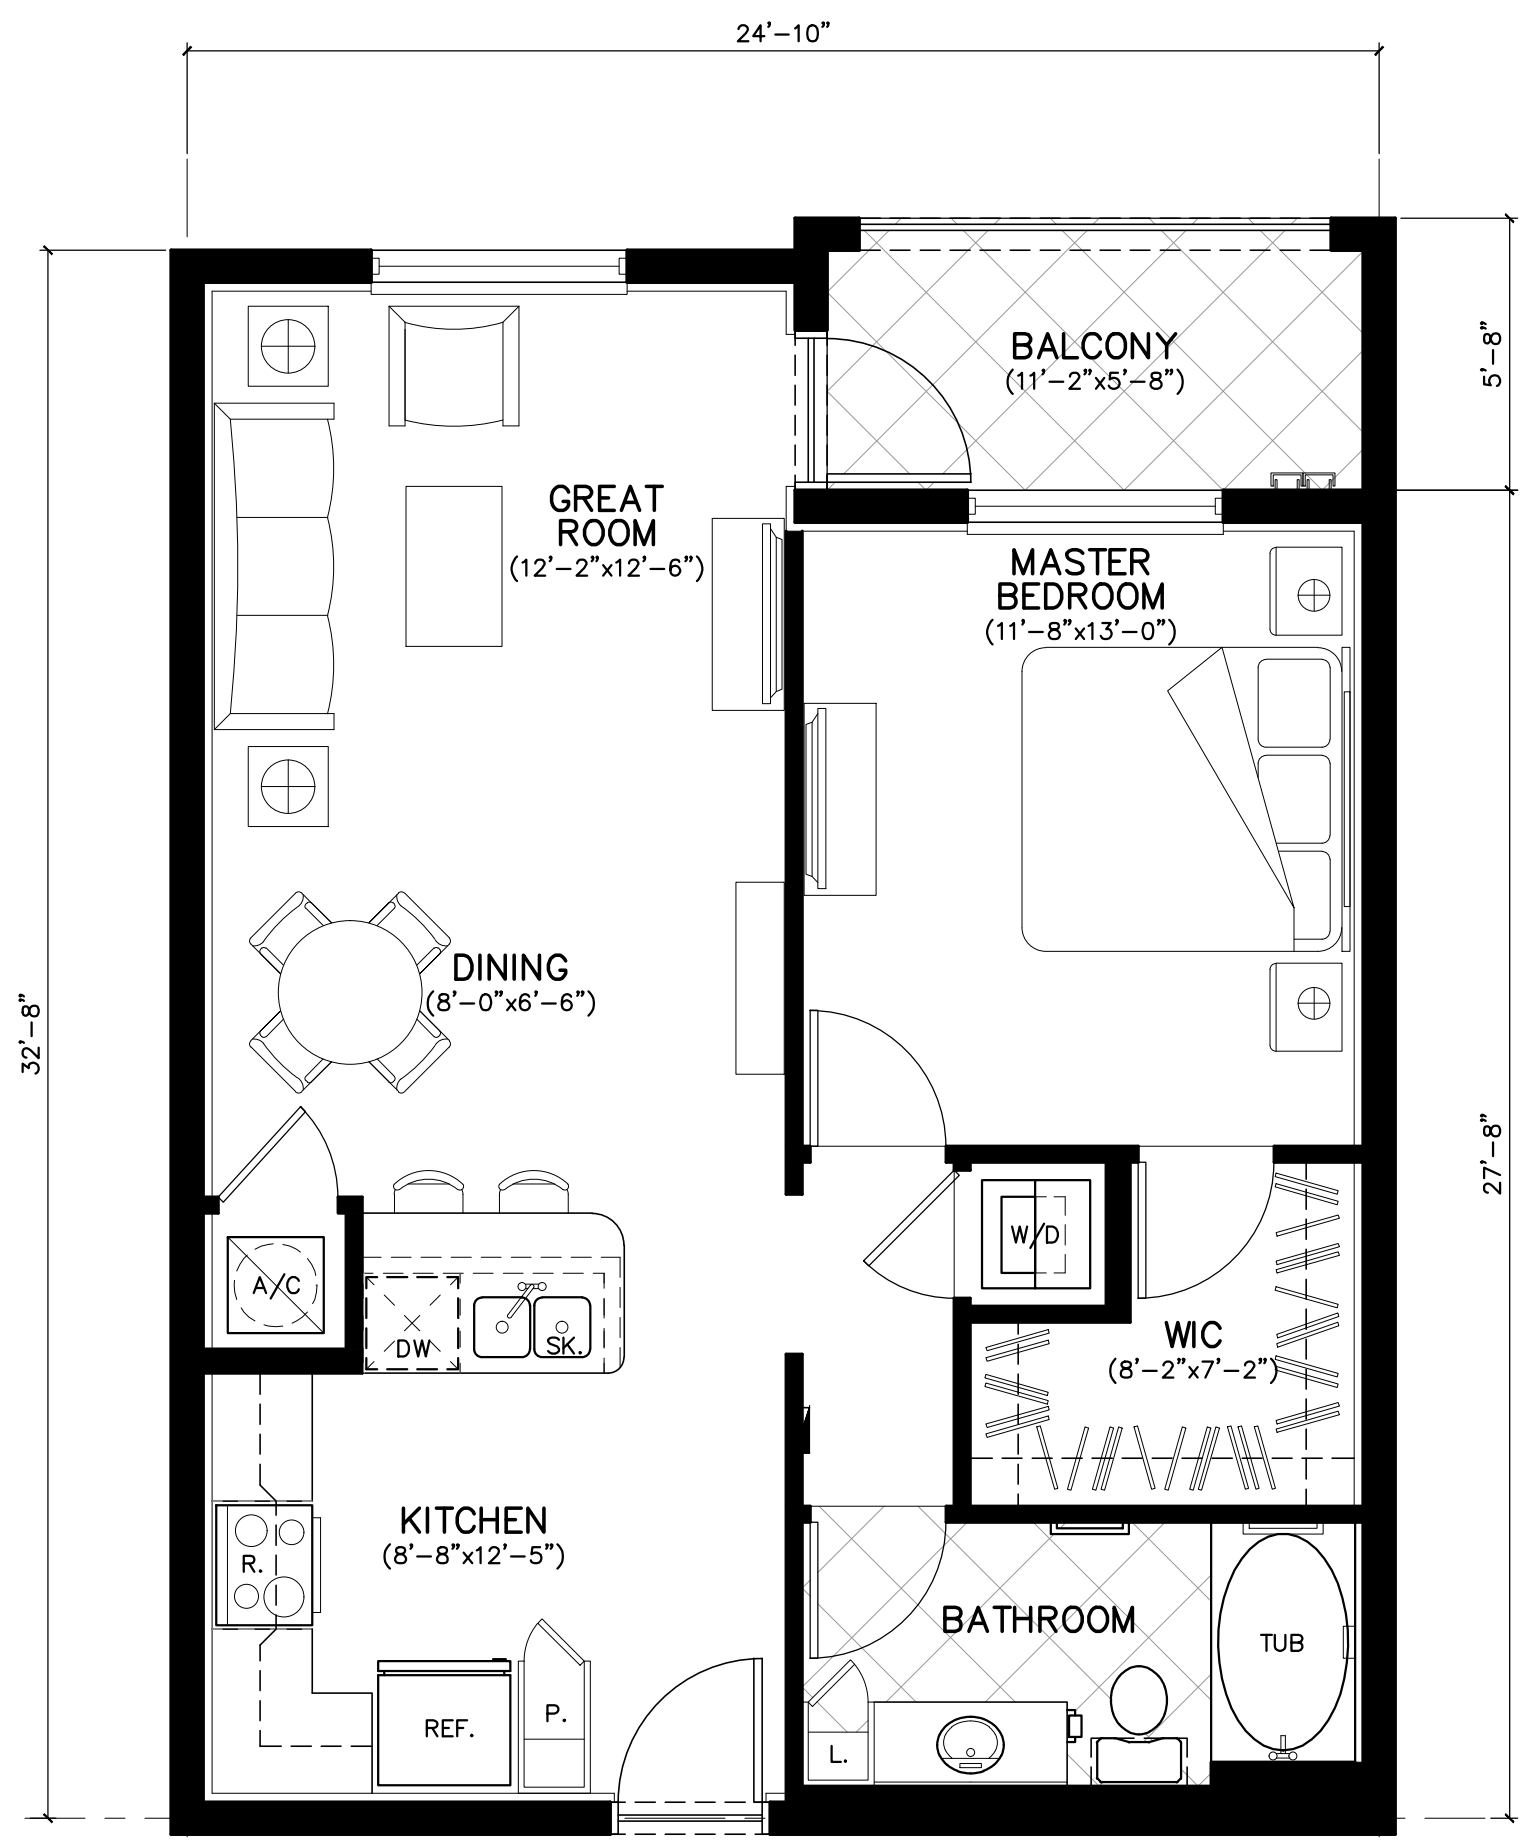 24'-10"
BALCONY
(11'-2"x5'-8")
5'-8"
GREAT
ROOM
(12'-2"x12'-6")
MASTER
BEDROOM
(11'-8"x13'-0")
DINING
(8'-0"x6'-6")
32'-8"
27'-8"
A/C
W/D
DW
SK.
WIC
(8'-2"x7'-2")
KITCHEN
(8'-8"x12'-5")
R.
BATHROOM
TUB
REF.
P.
L.